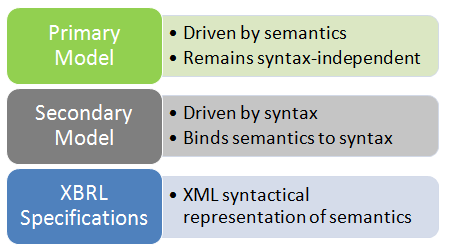 Primary
Model
• Driven by semantics
• Remains syntax-independent
Secondary
Model
• Driven by syntax
• Binds semantics to syntax
XBRL
Specifications
• XML syntactical
representation of semantics